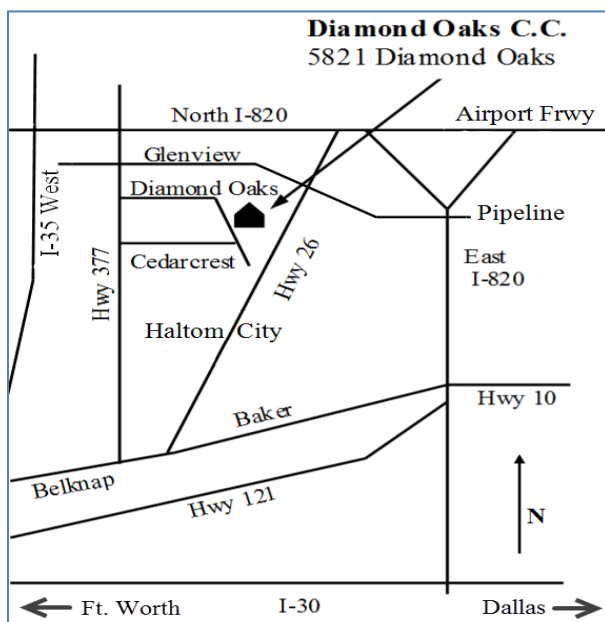 Diamond Oaks C.C.
5821 Diamond Oaks
North I-820
Airport Frwy
Glenview
Diamond Oaks
I-35 West
Pipeline
Cedarcrest
Hwy 377
Hwy 26
East
I-820
Haltom City
Baker
Hwy 10
Belknap
Hwy 121
N
Ft. Worth
I-30
Dallas